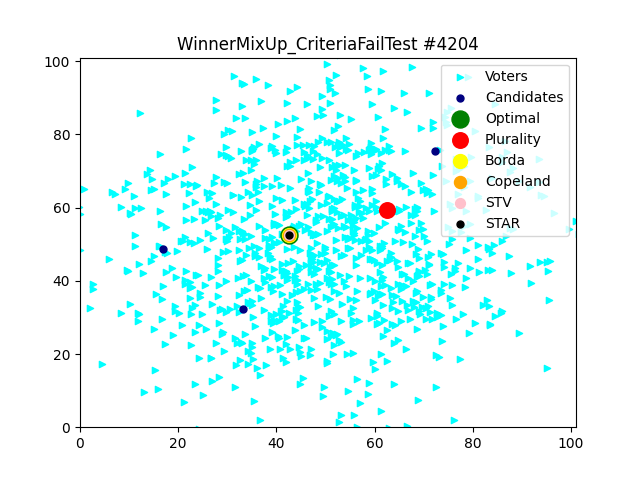 WinnerMixUp_CriteriaFailTest #4204
100
80
60
40
20
0
0 20 40 60 80 100
Voters
Candidates
Optimal
Plurality
Borda
Copeland
STV
STAR